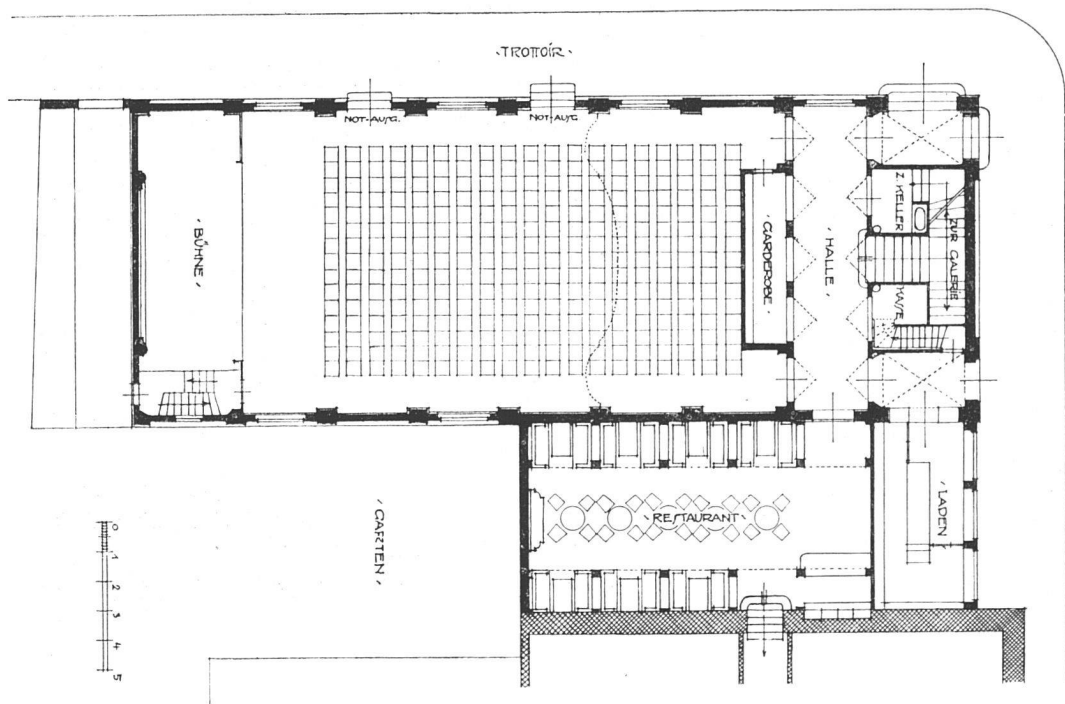 ·TROTTOIR·
NOT-AUSG.
NOT-AUSG
·BÜHNE·
·GARDEROBE·
·HALLE·
Z. KELLER
ZUR GALERIE
KASSE
·RESTAURANT·
·LADEN·
·GARTEN·
0
1
2
3
4
5